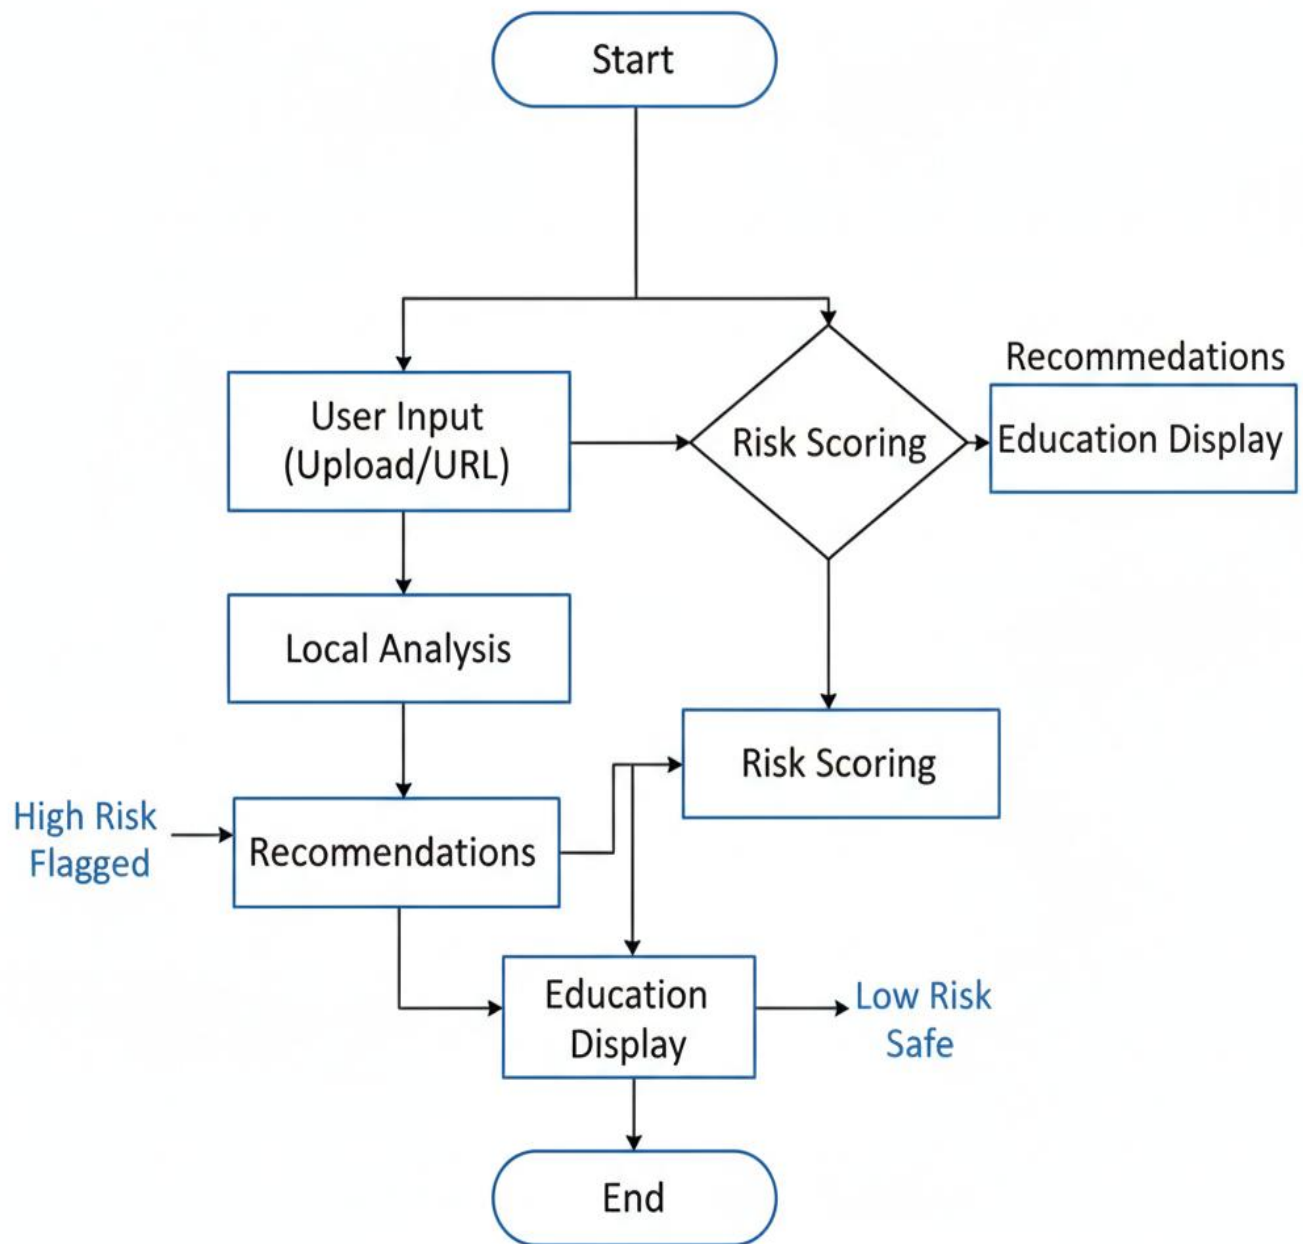 Start
User Input
(Upload/URL)
Risk Scoring
Recommedations
Education Display
Local Analysis
Risk Scoring
High Risk
Flagged
Recomendations
Education
Display
Low Risk
Safe
End